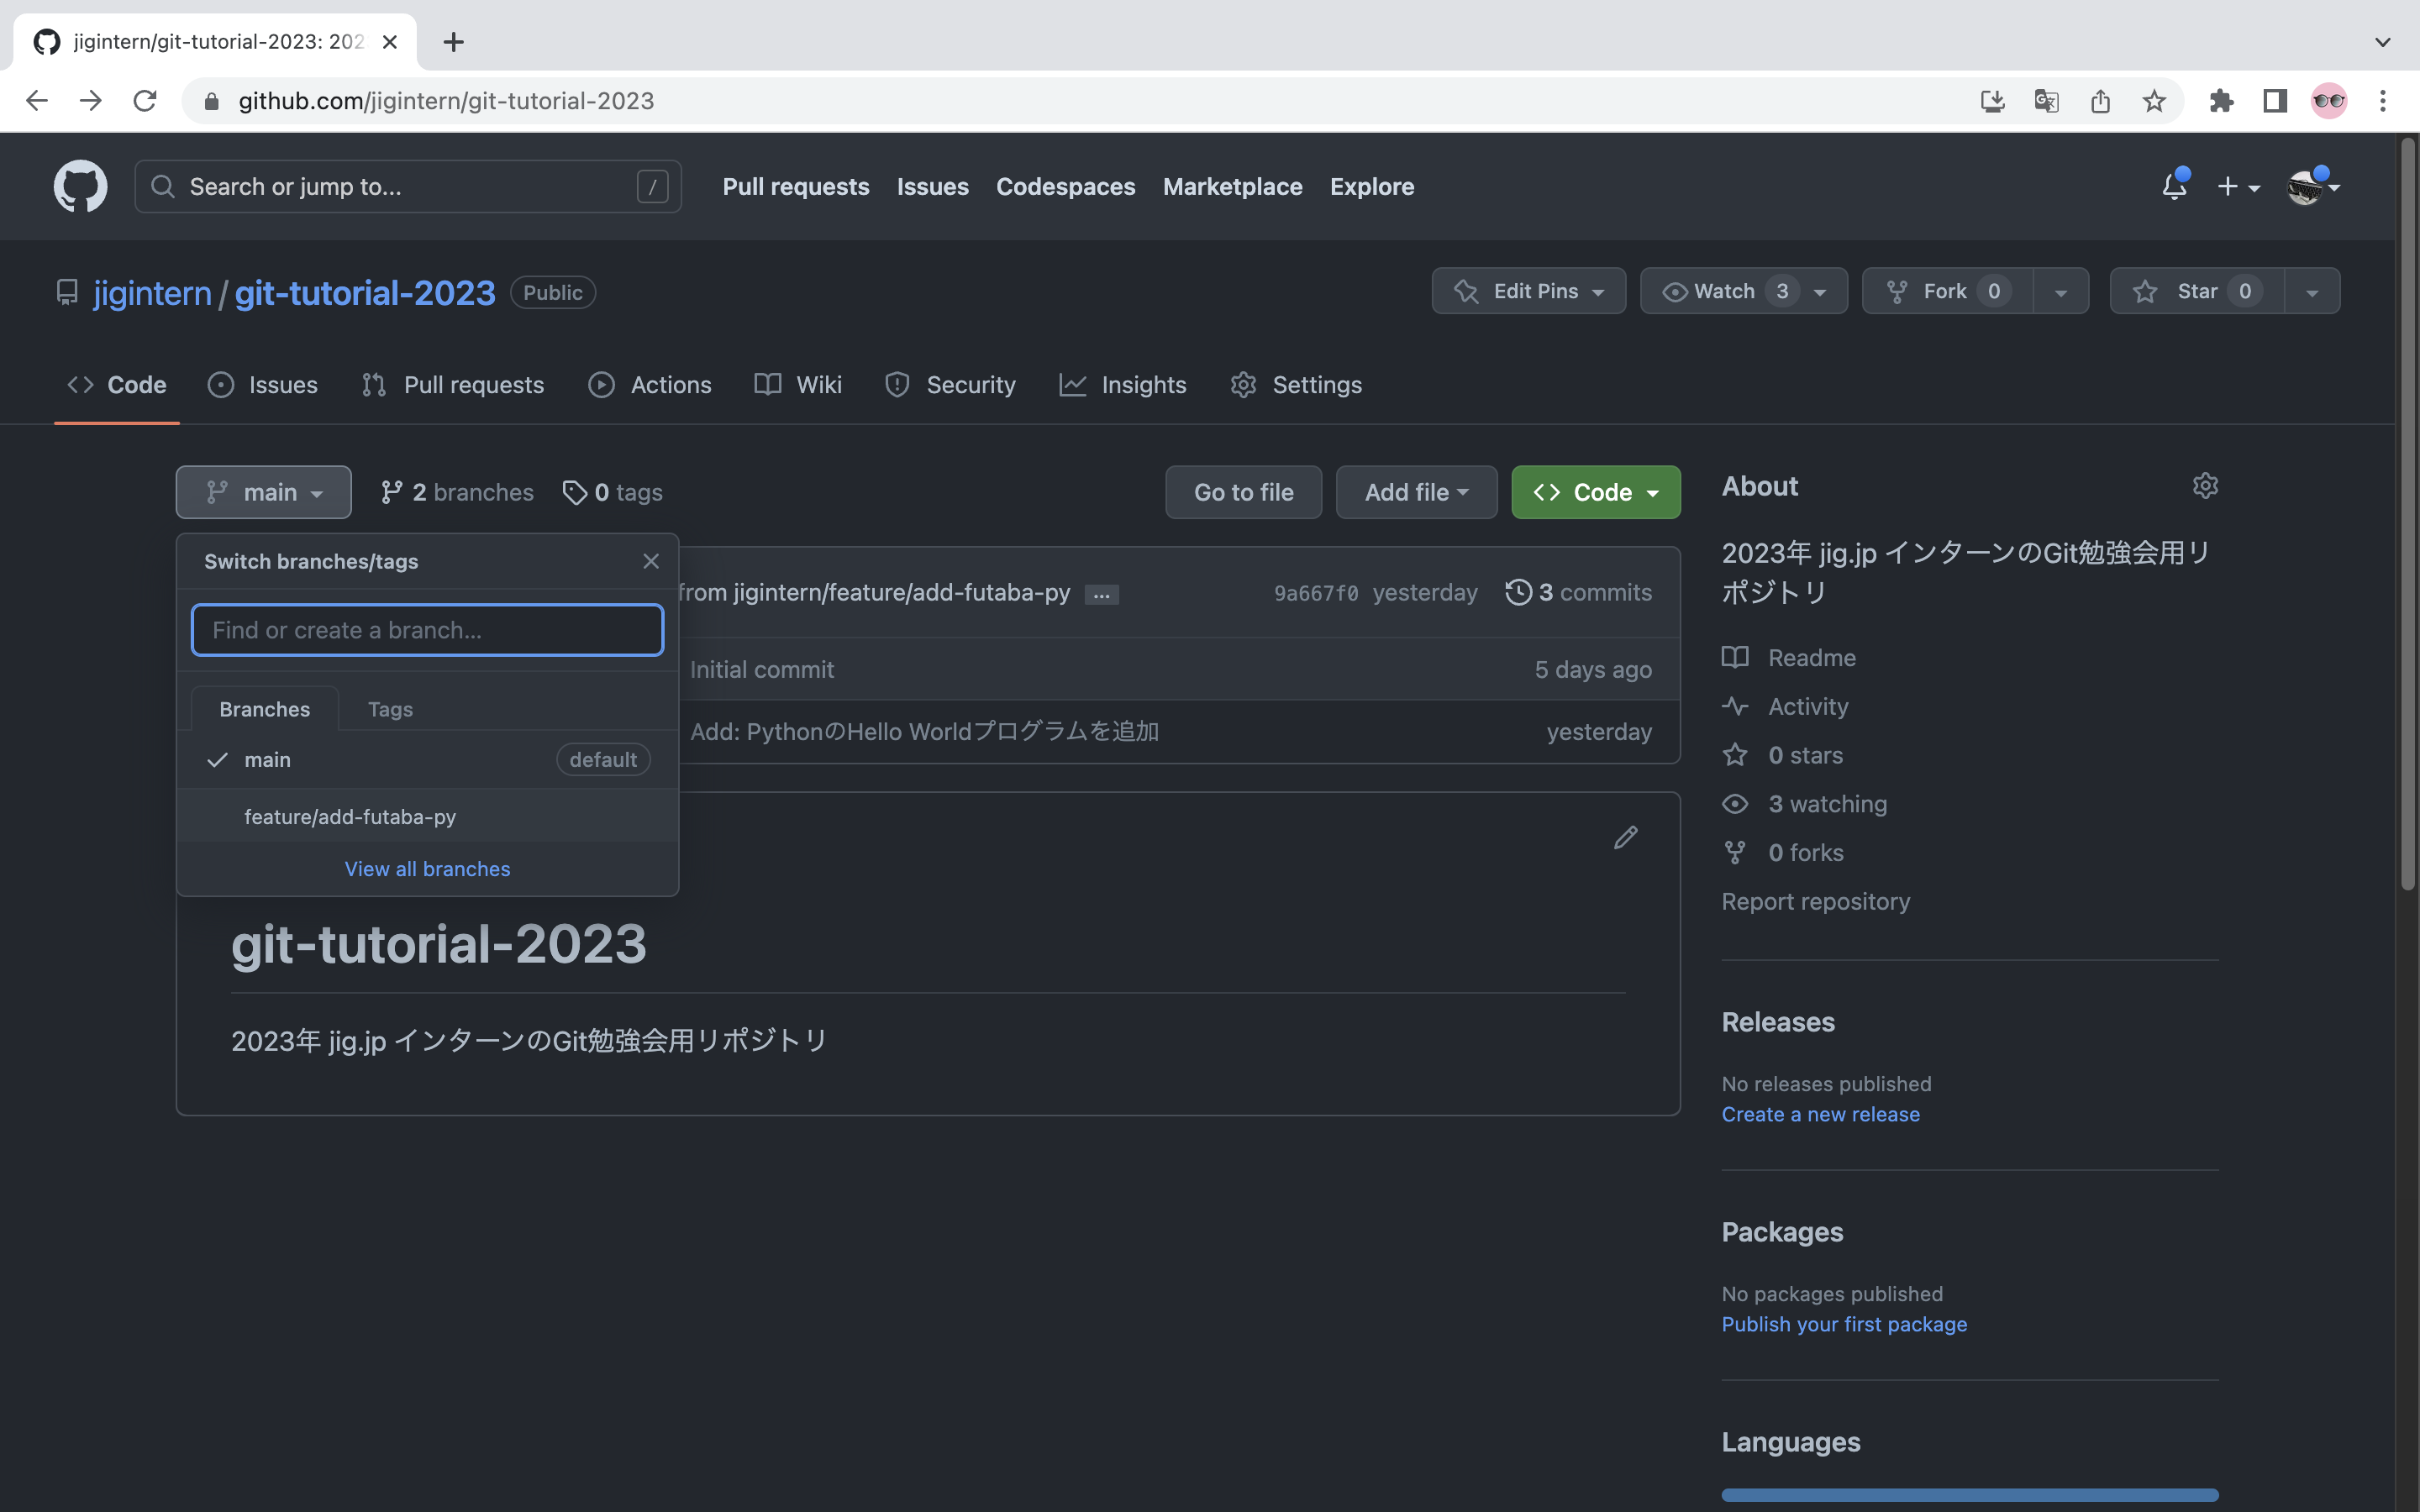 jigintern/git-tutorial-2023: 202
github.com/jigintern/git-tutorial-2023
Search or jump to...
/
Pull requests
Issues
Codespaces
Marketplace
Explore
jigintern / git-tutorial-2023
Public
Edit Pins
Watch 3
Fork 0
Star 0
Code
Issues
Pull requests
Actions
Wiki
Security
Insights
Settings
main
2 branches
0 tags
Go to file
Add file
Code
Switch branches/tags
Find or create a branch...
Branches
Tags
main
default
feature/add-futaba-py
View all branches
from jigintern/feature/add-futaba-py ...
9a667f0 yesterday
3 commits
Initial commit
5 days ago
Add: PythonのHello Worldプログラムを追加
yesterday
git-tutorial-2023
2023年 jig.jp インターンのGit勉強会用リポジトリ
About
2023年 jig.jp インターンのGit勉強会用リ
ポジトリ
Readme
Activity
0 stars
3 watching
0 forks
Report repository
Releases
No releases published
Create a new release
Packages
No packages published
Publish your first package
Languages